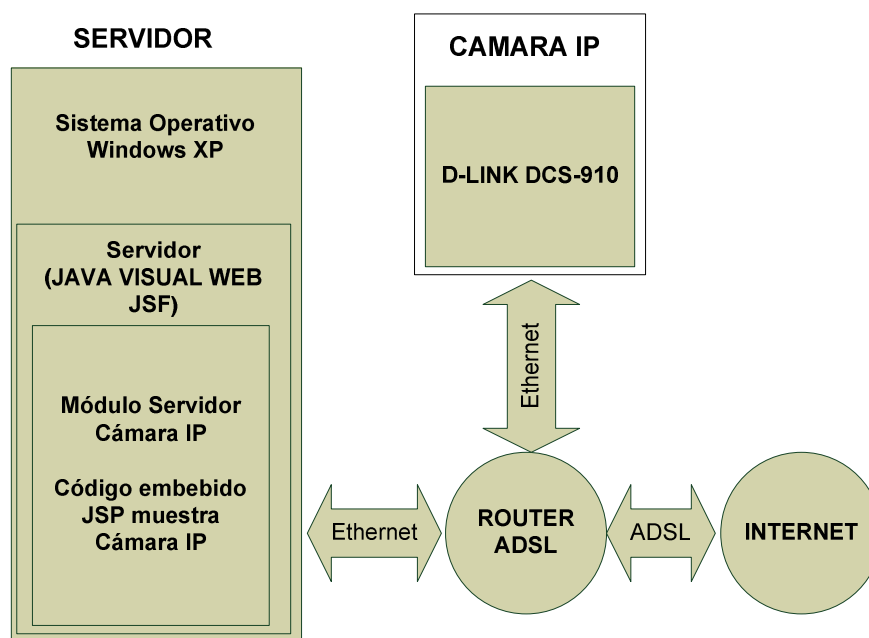 SERVIDOR
Sistema Operativo
Windows XP
Servidor
(JAVA VISUAL WEB
JSF)
Módulo Servidor
Cámara IP
Código embebido
JSP muestra
Cámara IP
CAMARA IP
D-LINK DCS-910
Ethernet
Ethernet
ROUTER
ADSL
ADSL
INTERNET